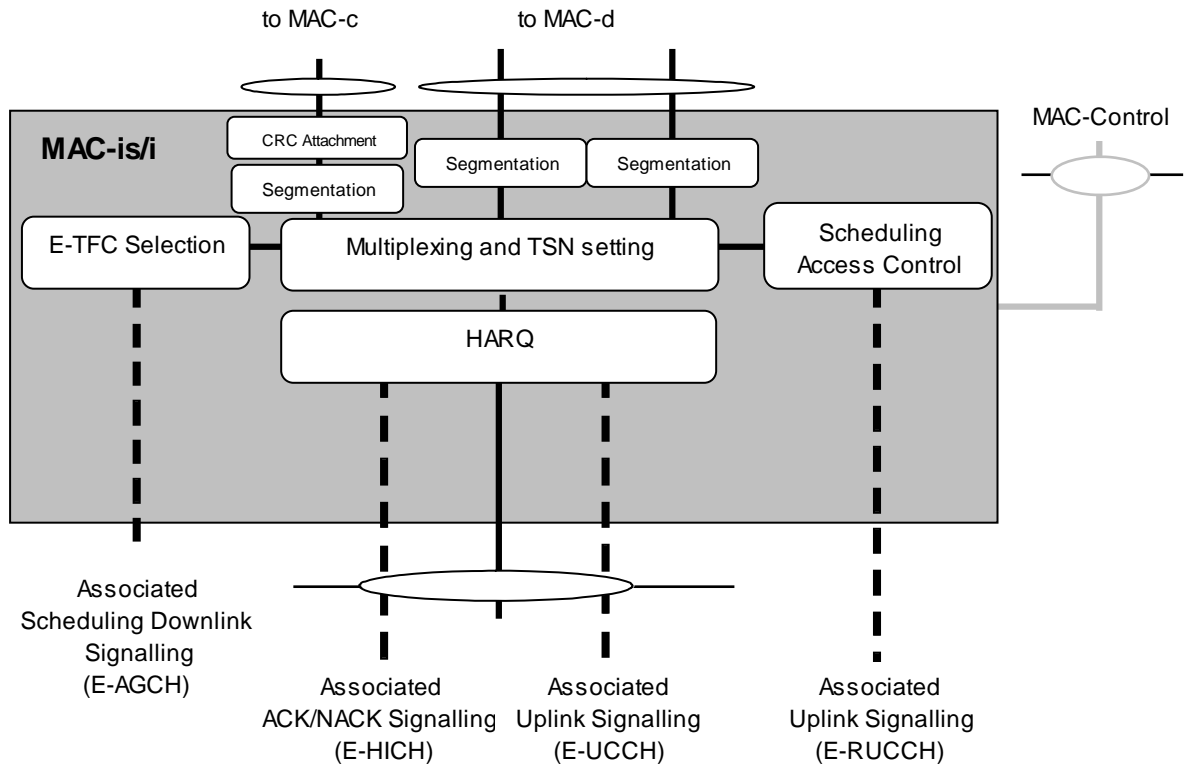 to MAC-c
to MAC-d
MAC-Control
MAC-is/i
CRC Attachment
Segmentation
Segmentation
Segmentation
E-TFC Selection
Multiplexing and TSN setting
Scheduling
Access Control
HARQ
Associated
Scheduling Downlink
Signalling
(E-AGCH)
Associated
ACK/NACK Signalling
(E-HICH)
Associated
Uplink Signalling
(E-UCCH)
Associated
Uplink Signalling
(E-RUCCH)